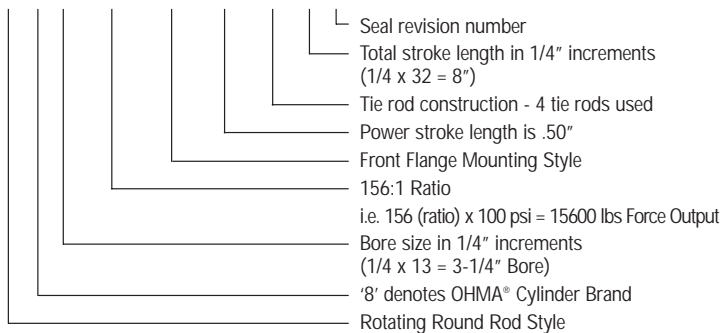 Seal revision number
Total stroke length in 1/4" increments
(1/4 x 32 = 8")
Tie rod construction - 4 tie rods used
Power stroke length is .50"
Front Flange Mounting Style
156:1 Ratio
i.e. 156 (ratio) x 100 psi = 15600 lbs Force Output
Bore size in 1/4" increments
(1/4 x 13 = 3-1/4" Bore)
‘8’ denotes OHMA® Cylinder Brand
Rotating Round Rod Style